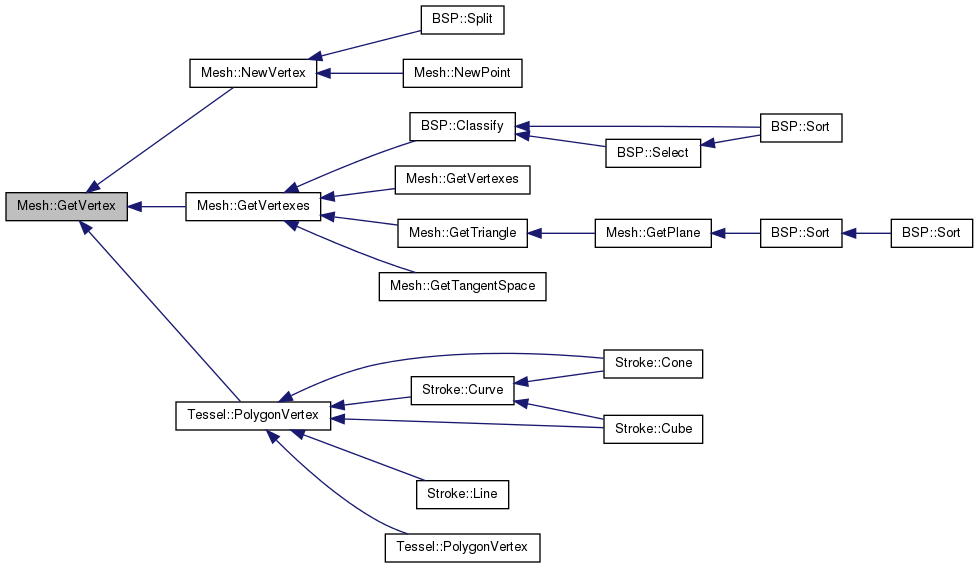 BSP::Split
Mesh::NewVertex
Mesh::NewPoint
BSP::Classify
BSP::Sort
BSP::Select
Mesh::GetVertexes
Mesh::GetVertex
Mesh::GetVertexes
Mesh::GetTriangle
Mesh::GetPlane
BSP::Sort
BSP::Sort
Mesh::GetTangentSpace
Stroke::Cone
Stroke::Curve
Tessel::PolygonVertex
Stroke::Cube
Stroke::Line
Tessel::PolygonVertex